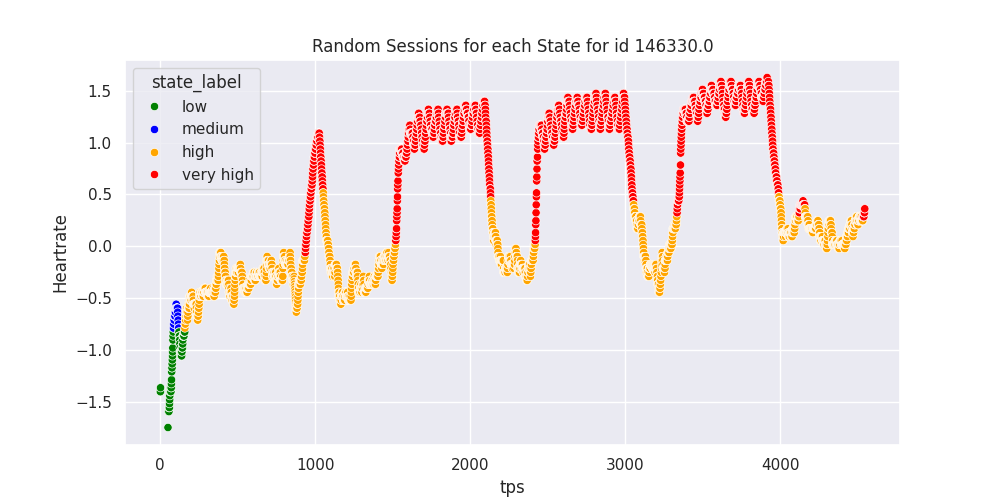 Random Sessions for each State for id 146330.0
state_label
low
medium
high
very high
Heartrate
1.5
1.0
0.5
0.0
−0.5
−1.0
−1.5
0
1000
2000
3000
4000
tps